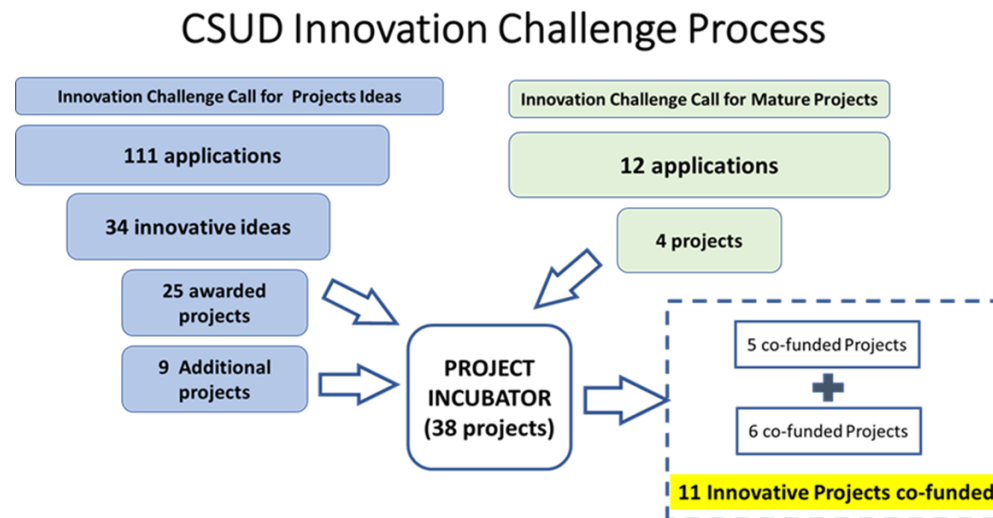 CSUD Innovation Challenge Process
Innovation Challenge Call for Projects Ideas
111 applications
34 innovative ideas
25 awarded
projects
9 Additional
projects
Innovation Challenge Call for Mature Projects
12 applications
4 projects
PROJECT
INCUBATOR
(38 projects)
5 co-funded Projects
6 co-funded Projects
11 Innovative Projects co-funded